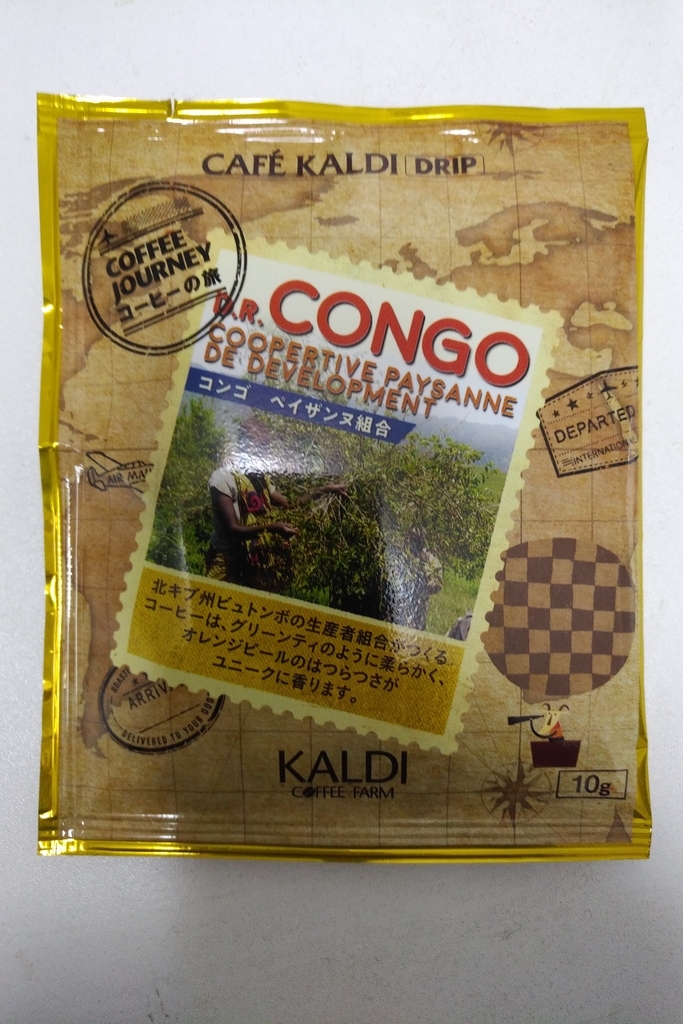 CAFÉ KALDI DRIP
COFFEE
JOURNEY
コーヒーの旅
D.R. CONGO
COOPERTIVE PAYSANNE
DE DEVELOPMENT
コンゴ ペイザンヌ組合
DEPARTED
INTERNATIONAL
AIR MAIL
北キブ州ビュトンボの生産者組合がつくる
コーヒーは、グリーンティのように柔らかく、
オレンジピールのはつらつさが
ユニークに香ります。
ARRIV
DELIVERED TO YOUR
KALDI
COFFEE FARM
10g